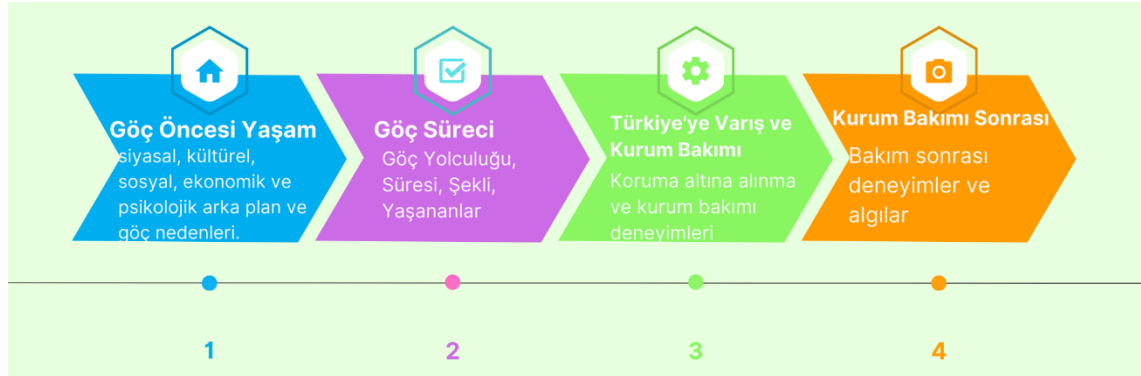 Göç Öncesi Yaşam
siyasal, kültürel,
sosyal, ekonomik ve
psikolojik arka plan ve
göç nedenleri.
Göç Süreci
Göç Yolculuğu,
Süresi, Şekli,
Yaşananlar
Türkiye'ye Varış ve
Kurum Bakımı
Koruma altına alınma
ve kurum bakımı
deneyimleri
Kurum Bakımı Sonrası
Bakım sonrası
deneyimler ve
algılar
1
2
3
4